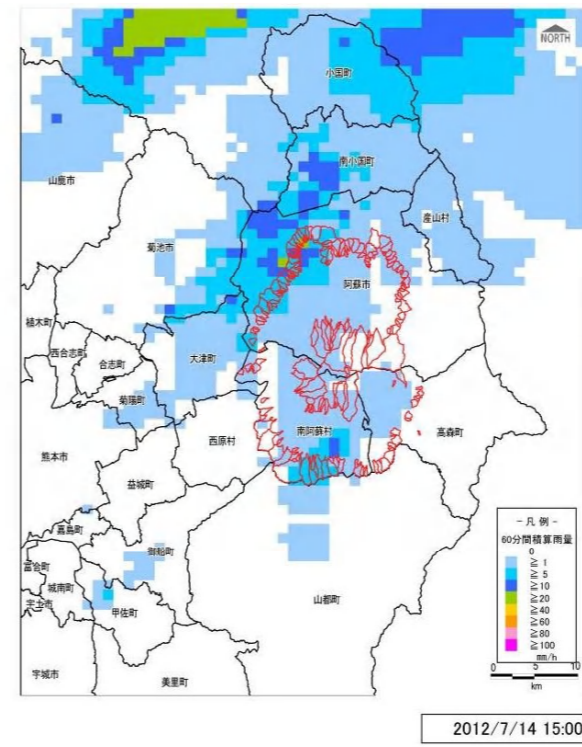 NORTH
小国町
南小国町
山鹿市
産山村
菊池市
阿蘇市
植木町
西合志町
合志町
大津町
菊陽町
西原村
南阿蘇村
高森町
熊本市
益城町
嘉島町
御船町
富合町
城南町
宇土市
甲佐町
山都町
宇城市
美里町
- 凡 例 -
60分間積算雨量
0
≧ 1
≧ 5
≧ 10
≧ 20
≧ 40
≧ 60
≧ 80
≧ 100
mm/h
0 5 10
km
2012/7/14 15:00